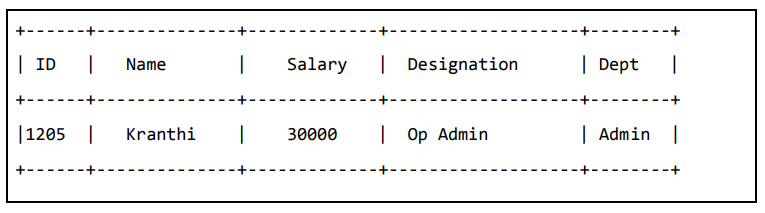 +------+--------------+-------------+-------------------+--------+
| ID   |   Name       |    Salary   |  Designation      | Dept   |
+------+--------------+-------------+-------------------+--------+
|1205  |   Kranthi    |    30000    |  Op Admin         | Admin  |
+------+--------------+-------------+-------------------+--------+